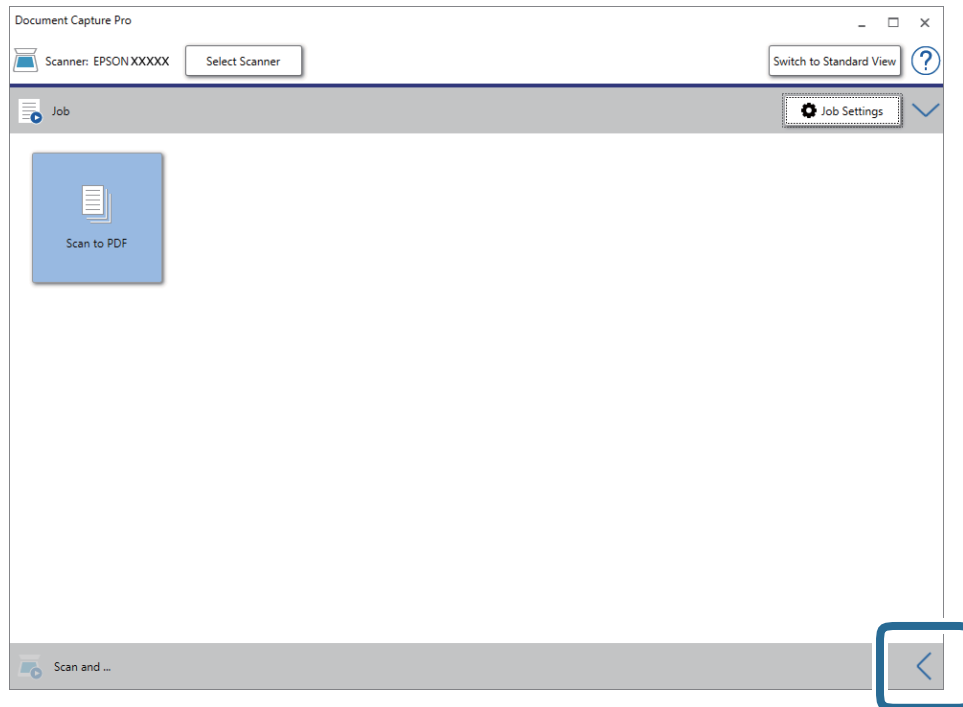 Document Capture Pro
Scanner: EPSON XXXXX
Select Scanner
Switch to Standard View
?
Job
Job Settings
Scan to PDF
Scan and ...